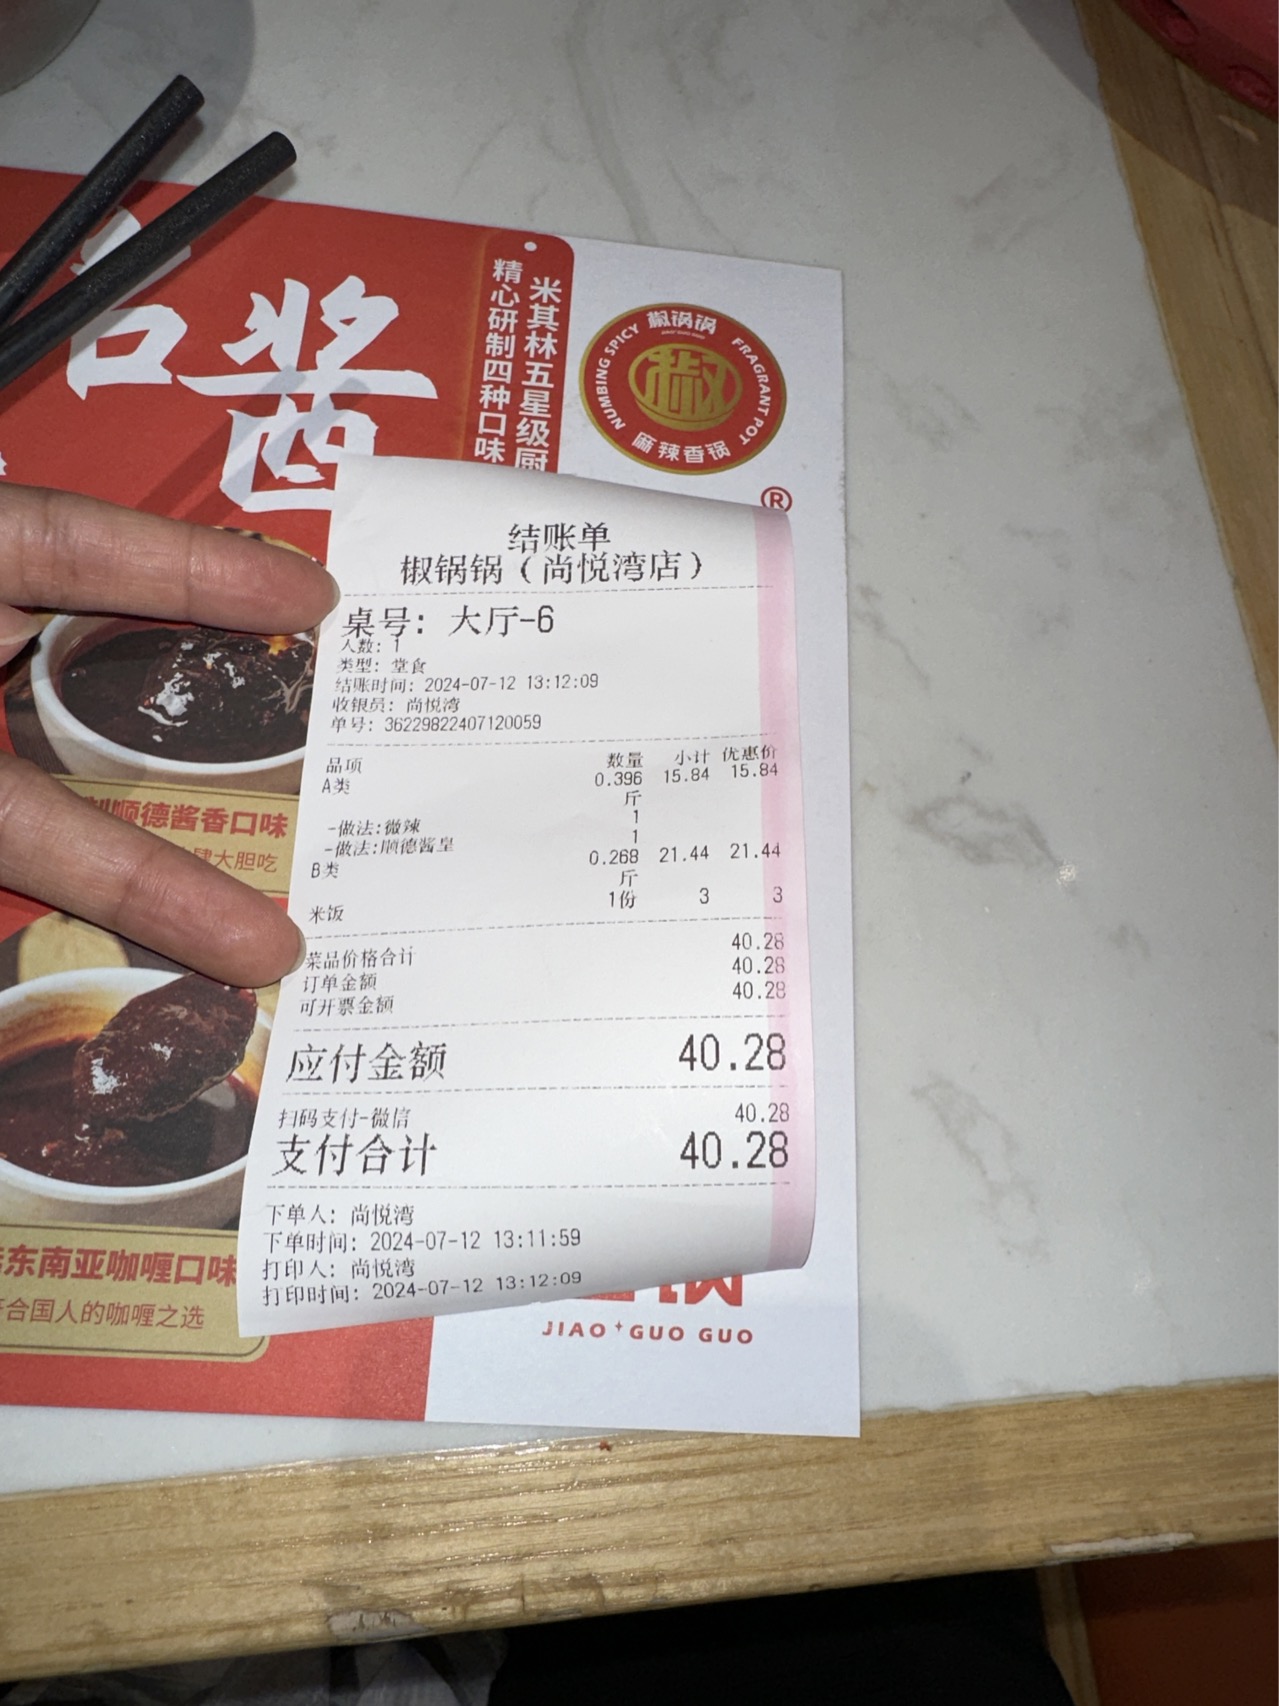 酱
米其林五星级厨
精心研制四种口味
椒锅锅
NUMBING SPICY
FRAGRANT POT
椒
麻辣香锅
®
结账单
椒锅锅（尚悦湾店）
桌号: 大厅-6
人数: 1
类型: 堂食
结账时间: 2024-07-12 13:12:09
收银员: 尚悦湾
单号: 36229822407120059
品项 数量 小计 优惠价
A类 0.396 15.84 15.84
斤
-做法:微辣 1
-做法:顺德酱皇 1
B类 0.268 21.44 21.44
斤
米饭 1份 3 3
菜品价格合计 40.28
订单金额 40.28
可开票金额 40.28
应付金额 40.28
扫码支付-微信 40.28
支付合计 40.28
下单人: 尚悦湾
下单时间: 2024-07-12 13:11:59
打印人: 尚悦湾
打印时间: 2024-07-12 13:12:09
顺德酱香口味
大胆吃
东南亚咖喱口味
合国人的咖喱之选
锅
JIAO GUO GUO